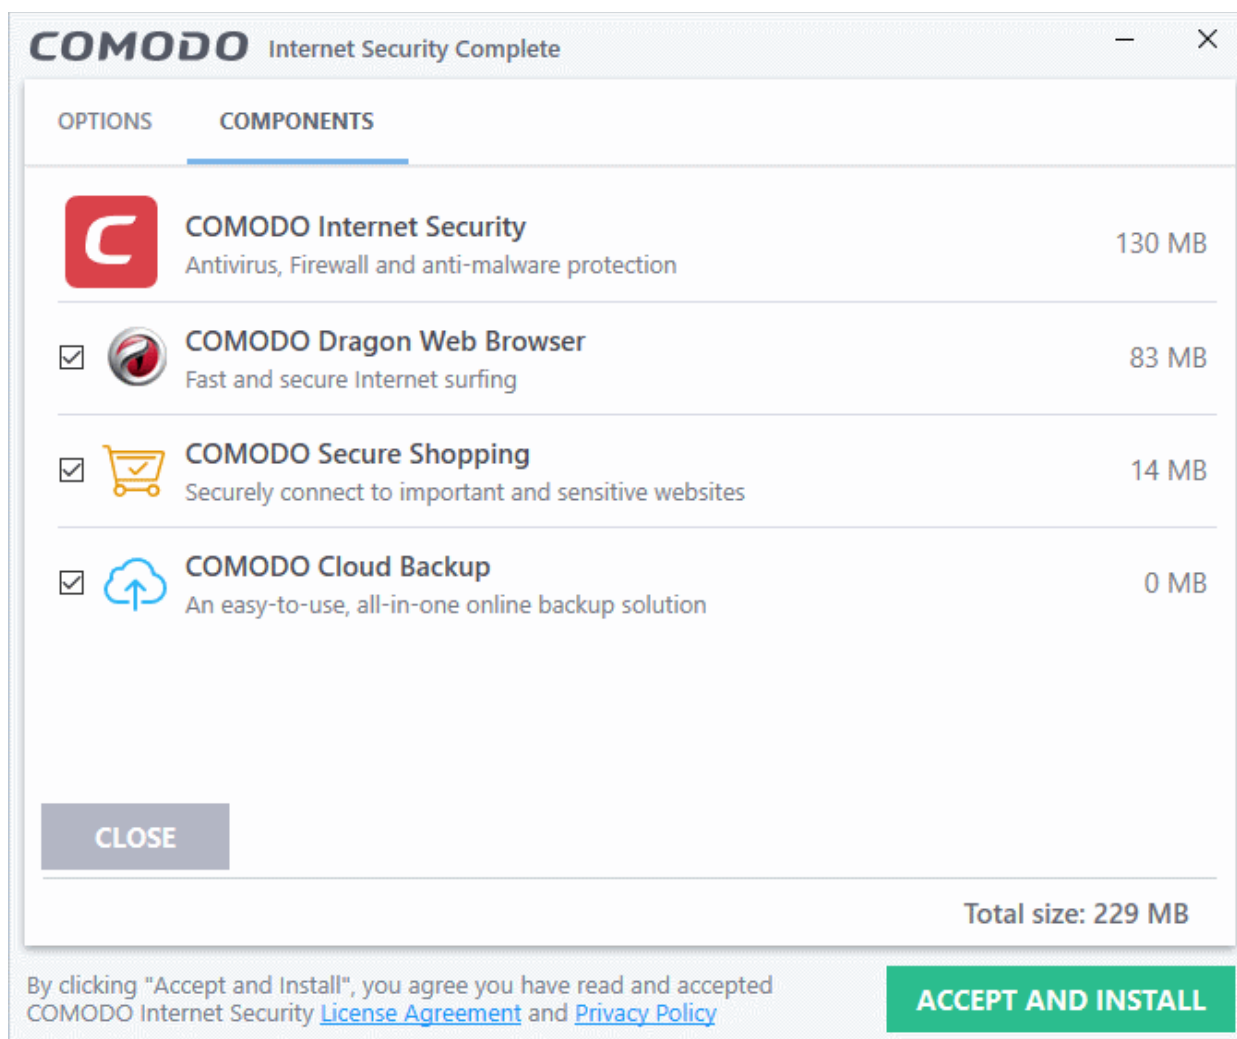 COMODO Internet Security Complete
OPTIONS COMPONENTS
COMODO Internet Security
Antivirus, Firewall and anti-malware protection
130 MB
COMODO Dragon Web Browser
Fast and secure Internet surfing
83 MB
COMODO Secure Shopping
Securely connect to important and sensitive websites
14 MB
COMODO Cloud Backup
An easy-to-use, all-in-one online backup solution
0 MB
CLOSE
Total size: 229 MB
By clicking "Accept and Install", you agree you have read and accepted
COMODO Internet Security License Agreement and Privacy Policy
ACCEPT AND INSTALL